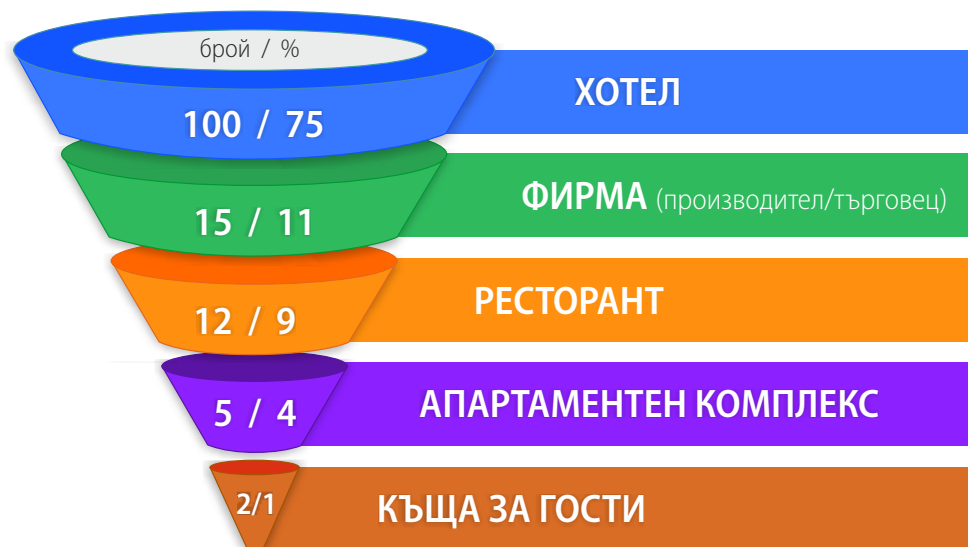 брой / %
100 / 75
ХОТЕЛ
15 / 11
ФИРМА (производител/търговец)
12 / 9
РЕСТОРАНТ
5 / 4
АПАРТАМЕНТЕН КОМПЛЕКС
2/1
КЪЩА ЗА ГОСТИ